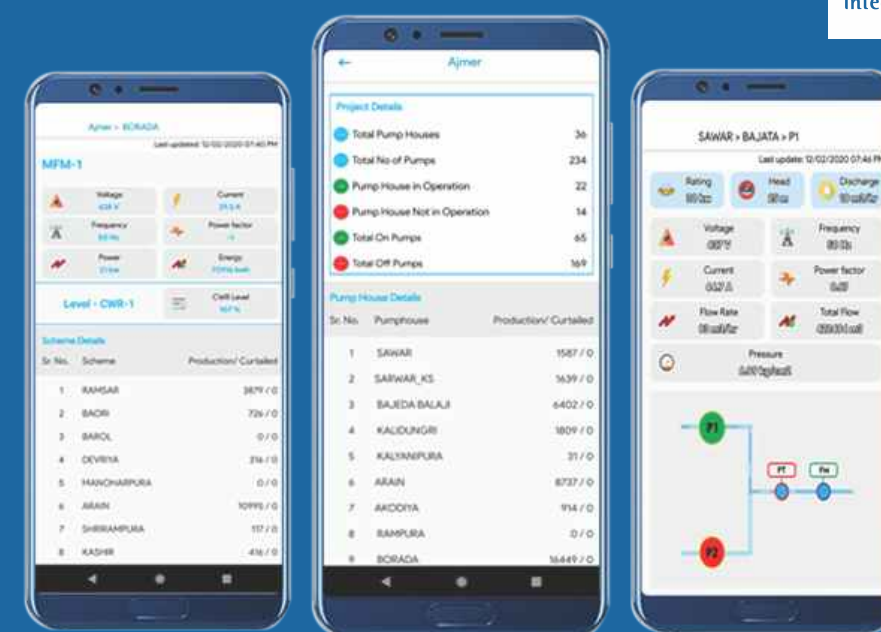 Inte
Ajmer > BORADA
Last updated: 12/02/2020 07:40 PM
MFM-1
Voltage
Current
Frequency
Power factor
Power
Energy
Level - CWR-1
CWR Level
Scheme Details
Sr. No. Scheme Production/ Curtailed
1 RAMSAR 3879 / 0
2 BAORI 726 / 0
3 BAROL 0 / 0
4 DEVRIYA 316 / 0
5 MANOHARPURA 0 / 0
6 ARAIN 10995 / 0
7 SHRIRAMPURA 117 / 0
8 KASHIR 416 / 0
Ajmer
Project Details
Total Pump Houses 36
Total No of Pumps 234
Pump House in Operation 22
Pump House Not in Operation 14
Total On Pumps 65
Total Off Pumps 169
Pump House Details
Sr. No. Pumphouse Production/ Curtailed
1 SAWAR 1587 / 0
2 SARWAR_KS 1639 / 0
3 BAJEDA BALAJI 6402 / 0
4 KALIDUNGRI 1809 / 0
5 KALYANIPURA 31 / 0
6 ARAIN 8737 / 0
7 AKODIYA 914 / 0
8 RAMPURA 0 / 0
9 BORADA 16449 / 0
SAWAR > BAJATA > P1
Last update: 12/02/2020 07:46 PM
Rating
Head
Discharge
Voltage
Frequency
Current
Power factor
Flow Rate
Total Flow
Pressure
P1
PT
FM
P2